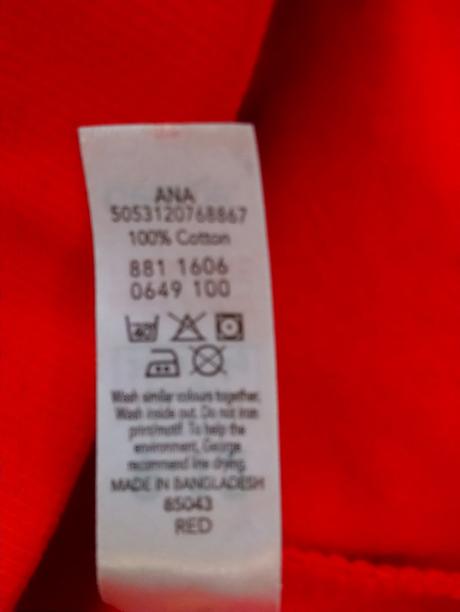 ANA
5053120768867
100% Cotton
881 1606
0649 100
40
Wash similar colours together.
Wash inside out. Do not iron
print/motif. To help the
environment, George
recommend line drying.
MADE IN BANGLADESH
85043
RED